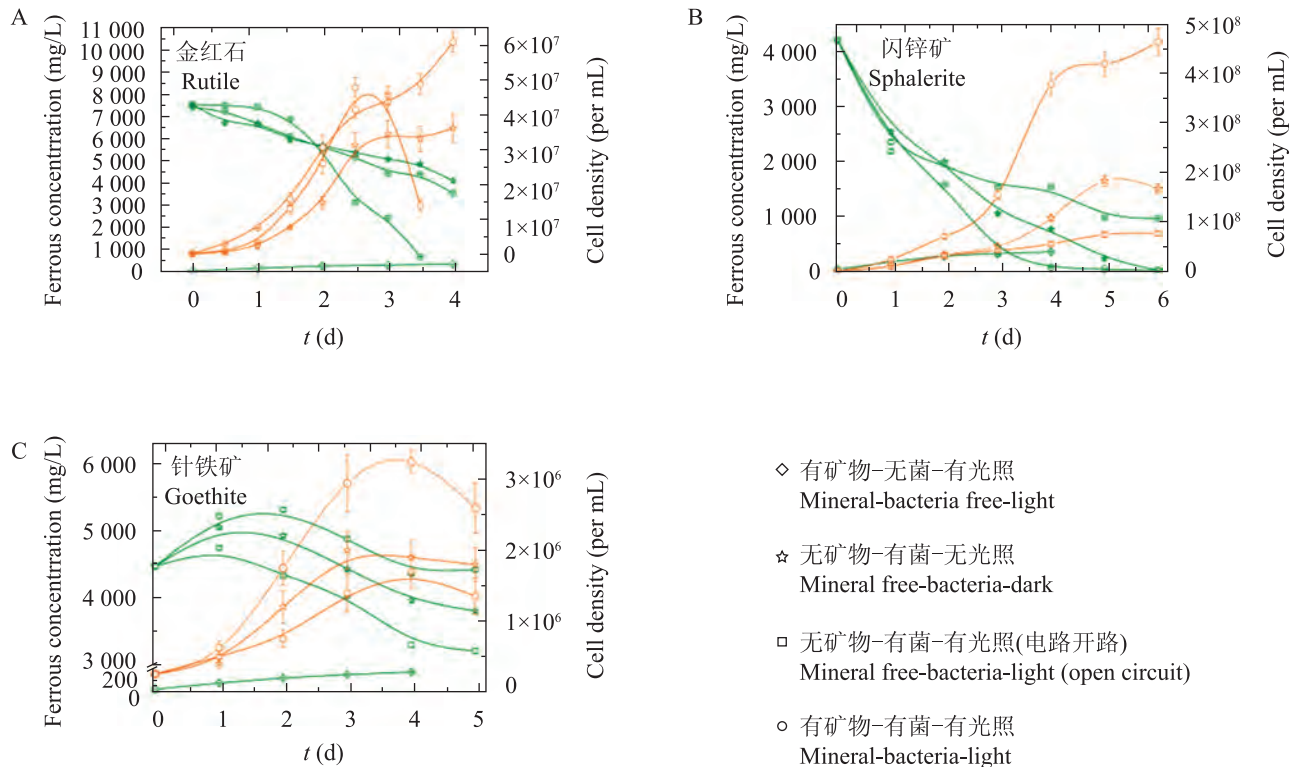 A
金红石
Rutile
11 000
10 000
9 000
8 000
7 000
6 000
5 000
4 000
3 000
2 000
1 000
0
Ferrous concentrration (mg/L)
6×10⁷
5×10⁷
4×10⁷
3×10⁷
2×10⁷
1×10⁷
0
Cell density (per mL)
0 1 2 3 4
t (d)
B
闪锌矿
Sphalerite
4 000
3 000
2 000
1 000
0
Ferrous concentrration (mg/L)
5×10⁸
4×10⁸
3×10⁸
2×10⁸
1×10⁸
0
Cell density (per mL)
0 1 2 3 4 5 6
t (d)
C
针铁矿
Goethite
6 000
5 000
4 000
3 000
200
0
Ferrous concentrration (mg/L)
3×10⁶
2×10⁶
1×10⁶
0
Cell density (per mL)
0 1 2 3 4 5
t (d)
有矿物-无菌-有光照
Mineral-bacteria free-light
无矿物-有菌-无光照
Mineral free-bacteria-dark
无矿物-有菌-有光照(电路开路)
Mineral free-bacteria-light (open circuit)
有矿物-有菌-有光照
Mineral-bacteria-light